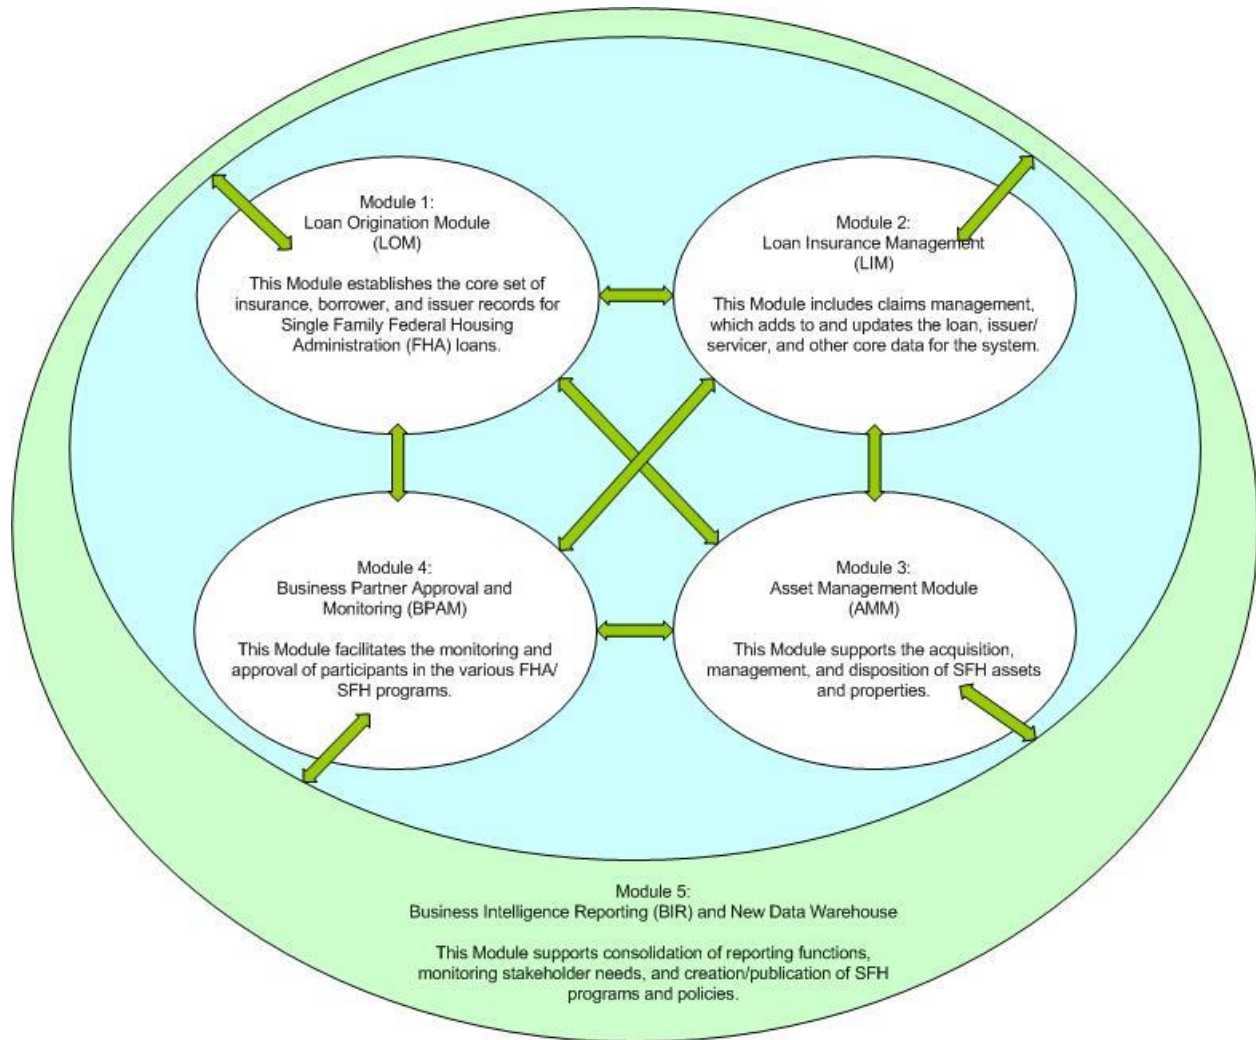 Module 1:
Loan Origination Module
(LOM)
This Module establishes the core set of
insurance, borrower, and issuer records for
Single Family Federal Housing
Administration (FHA) loans.
Module 2:
Loan Insurance Management
(LIM)
This Module includes claims management,
which adds to and updates the loan, issuer/
servicer, and other core data for the system.
Module 4:
Business Partner Approval and
Monitoring (BPAM)
This Module facilitates the monitoring and
approval of participants in the various FHA/
SFH programs.
Module 3:
Asset Management Module
(AMM)
This Module supports the acquisition,
management, and disposition of SFH assets
and properties.
Module 5:
Business Intelligence Reporting (BIR) and New Data Warehouse
This Module supports consolidation of reporting functions,
monitoring stakeholder needs, and creation/publication of SFH
programs and policies.